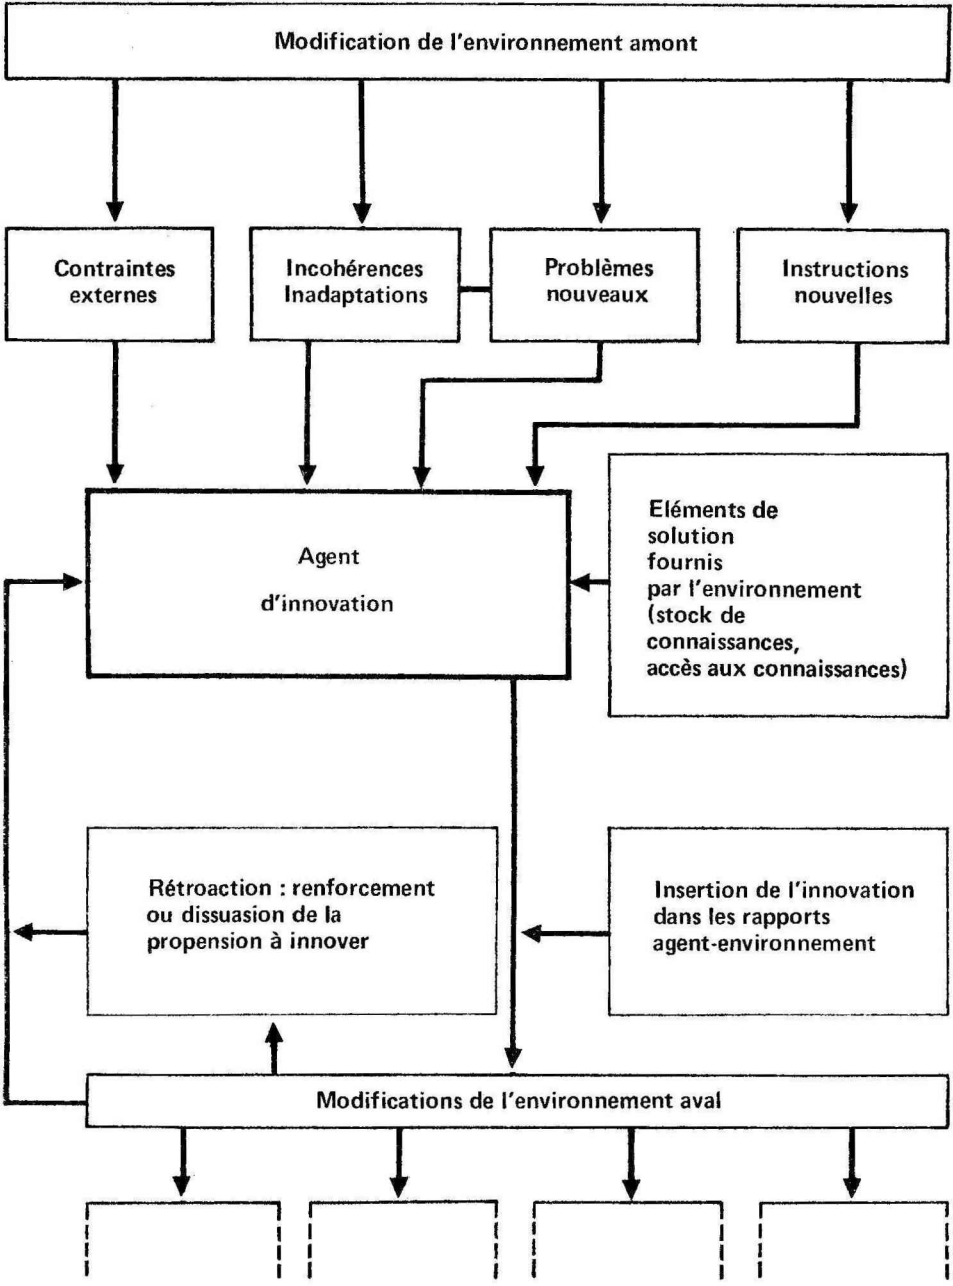 Modification de l'environnement amont
Contraintes
externes
Incohérences
Inadaptations
Problèmes
nouveaux
Instructions
nouvelles
Agent
d'innovation
Eléments de
solution
fournis
par l'environnement
(stock de
connaissances,
accès aux connaissances)
Rétroaction : renforcement
ou dissuasion de la
propension à innover
Insertion de l'innovation
dans les rapports
agent-environnement
Modifications de l'environnement aval